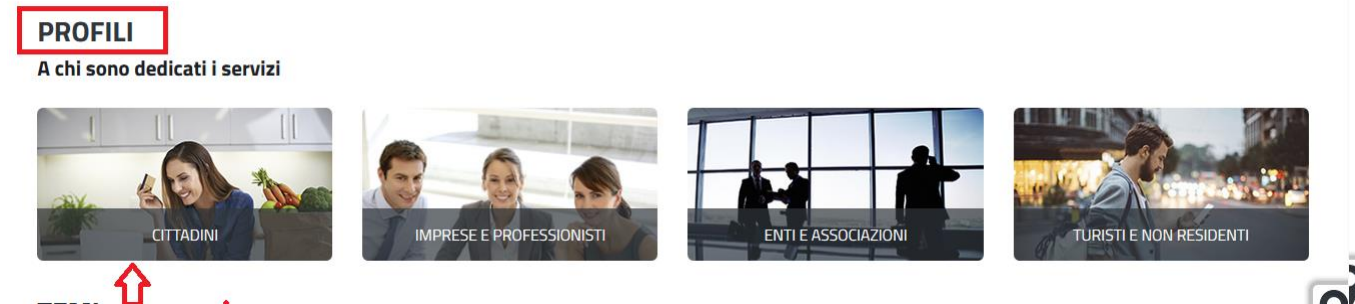 PROFILI
A chi sono dedicati i servizi
CITTADINI
IMPRESE E PROFESSIONISTI
ENTI E ASSOCIAZIONI
TURISTI E NON RESIDENTI